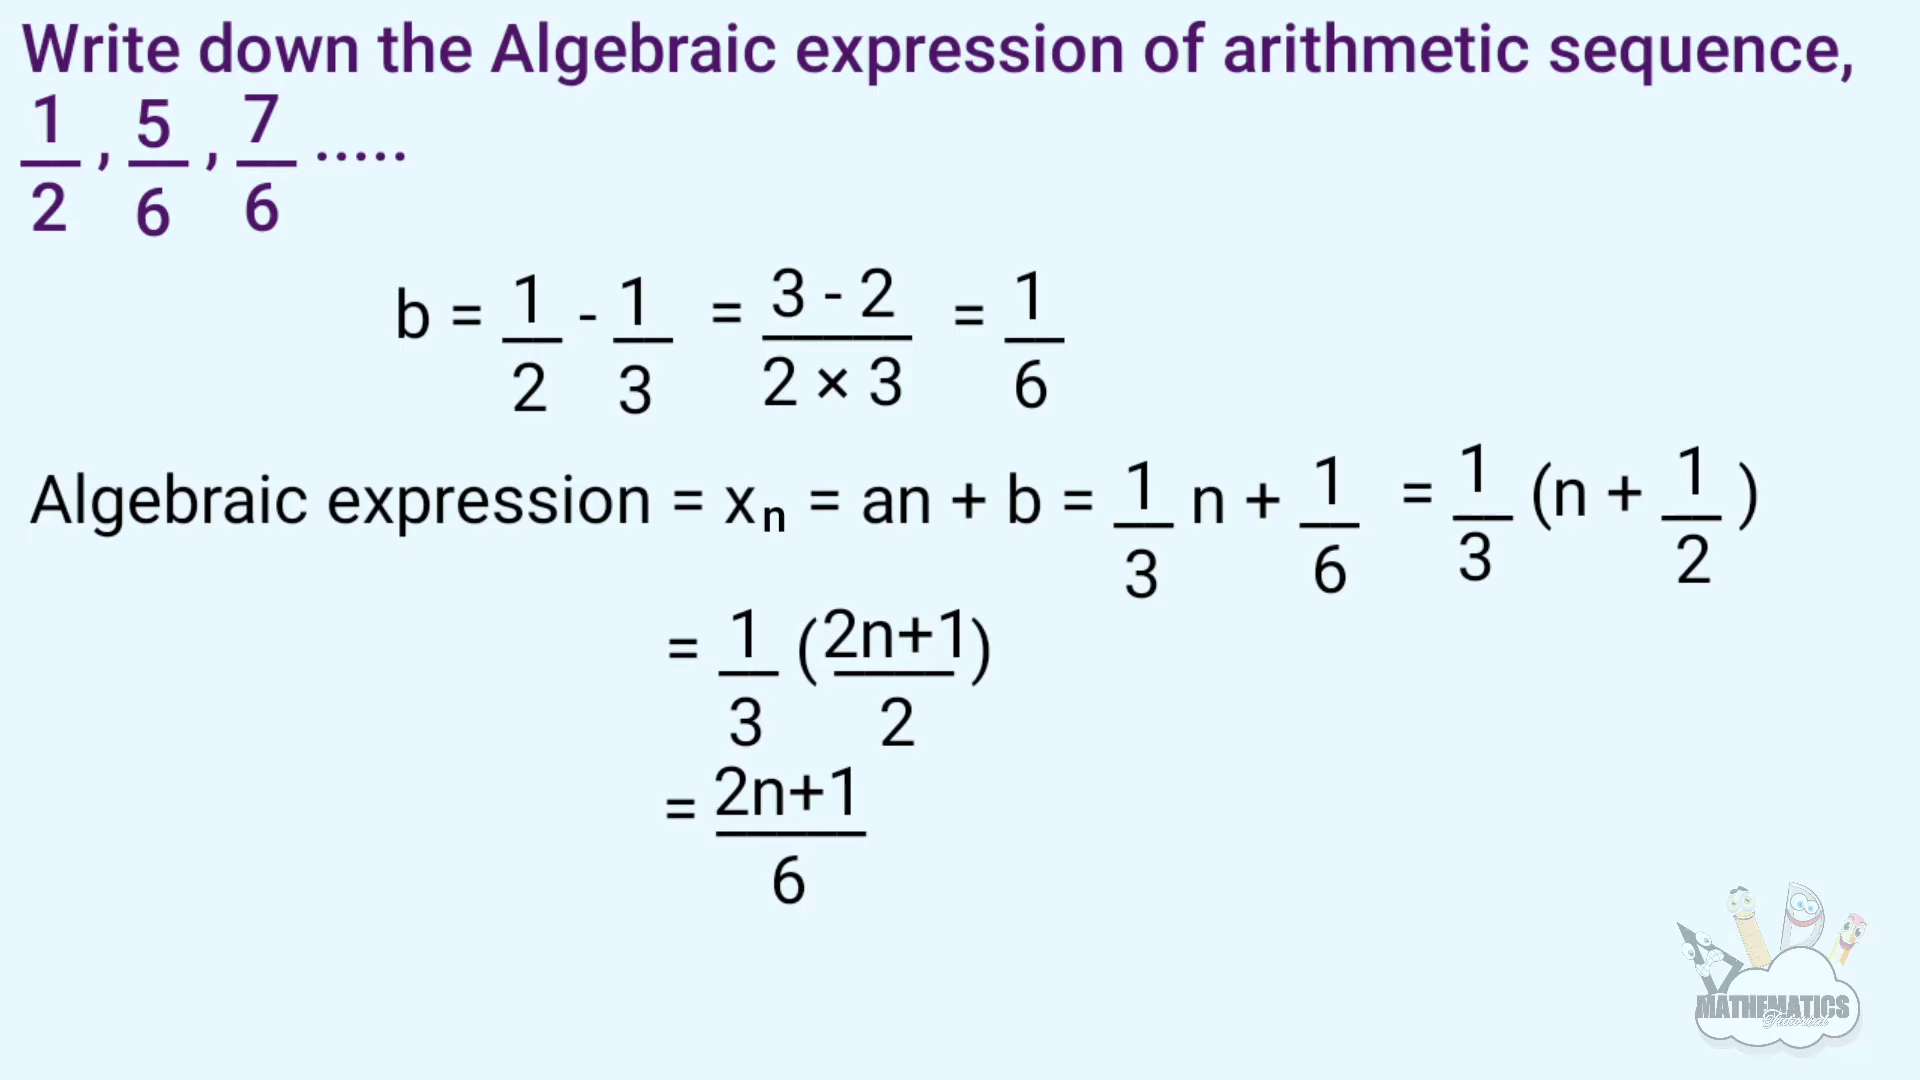 Write down the Algebraic expression of arithmetic sequence,
1/2 , 5/6 , 7/6 .....
b = 1/2 - 1/3 = 3 - 2/2 × 3 = 1/6
Algebraic expression = xₙ = an + b = 1/3 n + 1/6 = 1/3 (n + 1/2)
= 1/3 (2n+1/2)
= 2n+1/6
MATHEMATICS
Tutorial